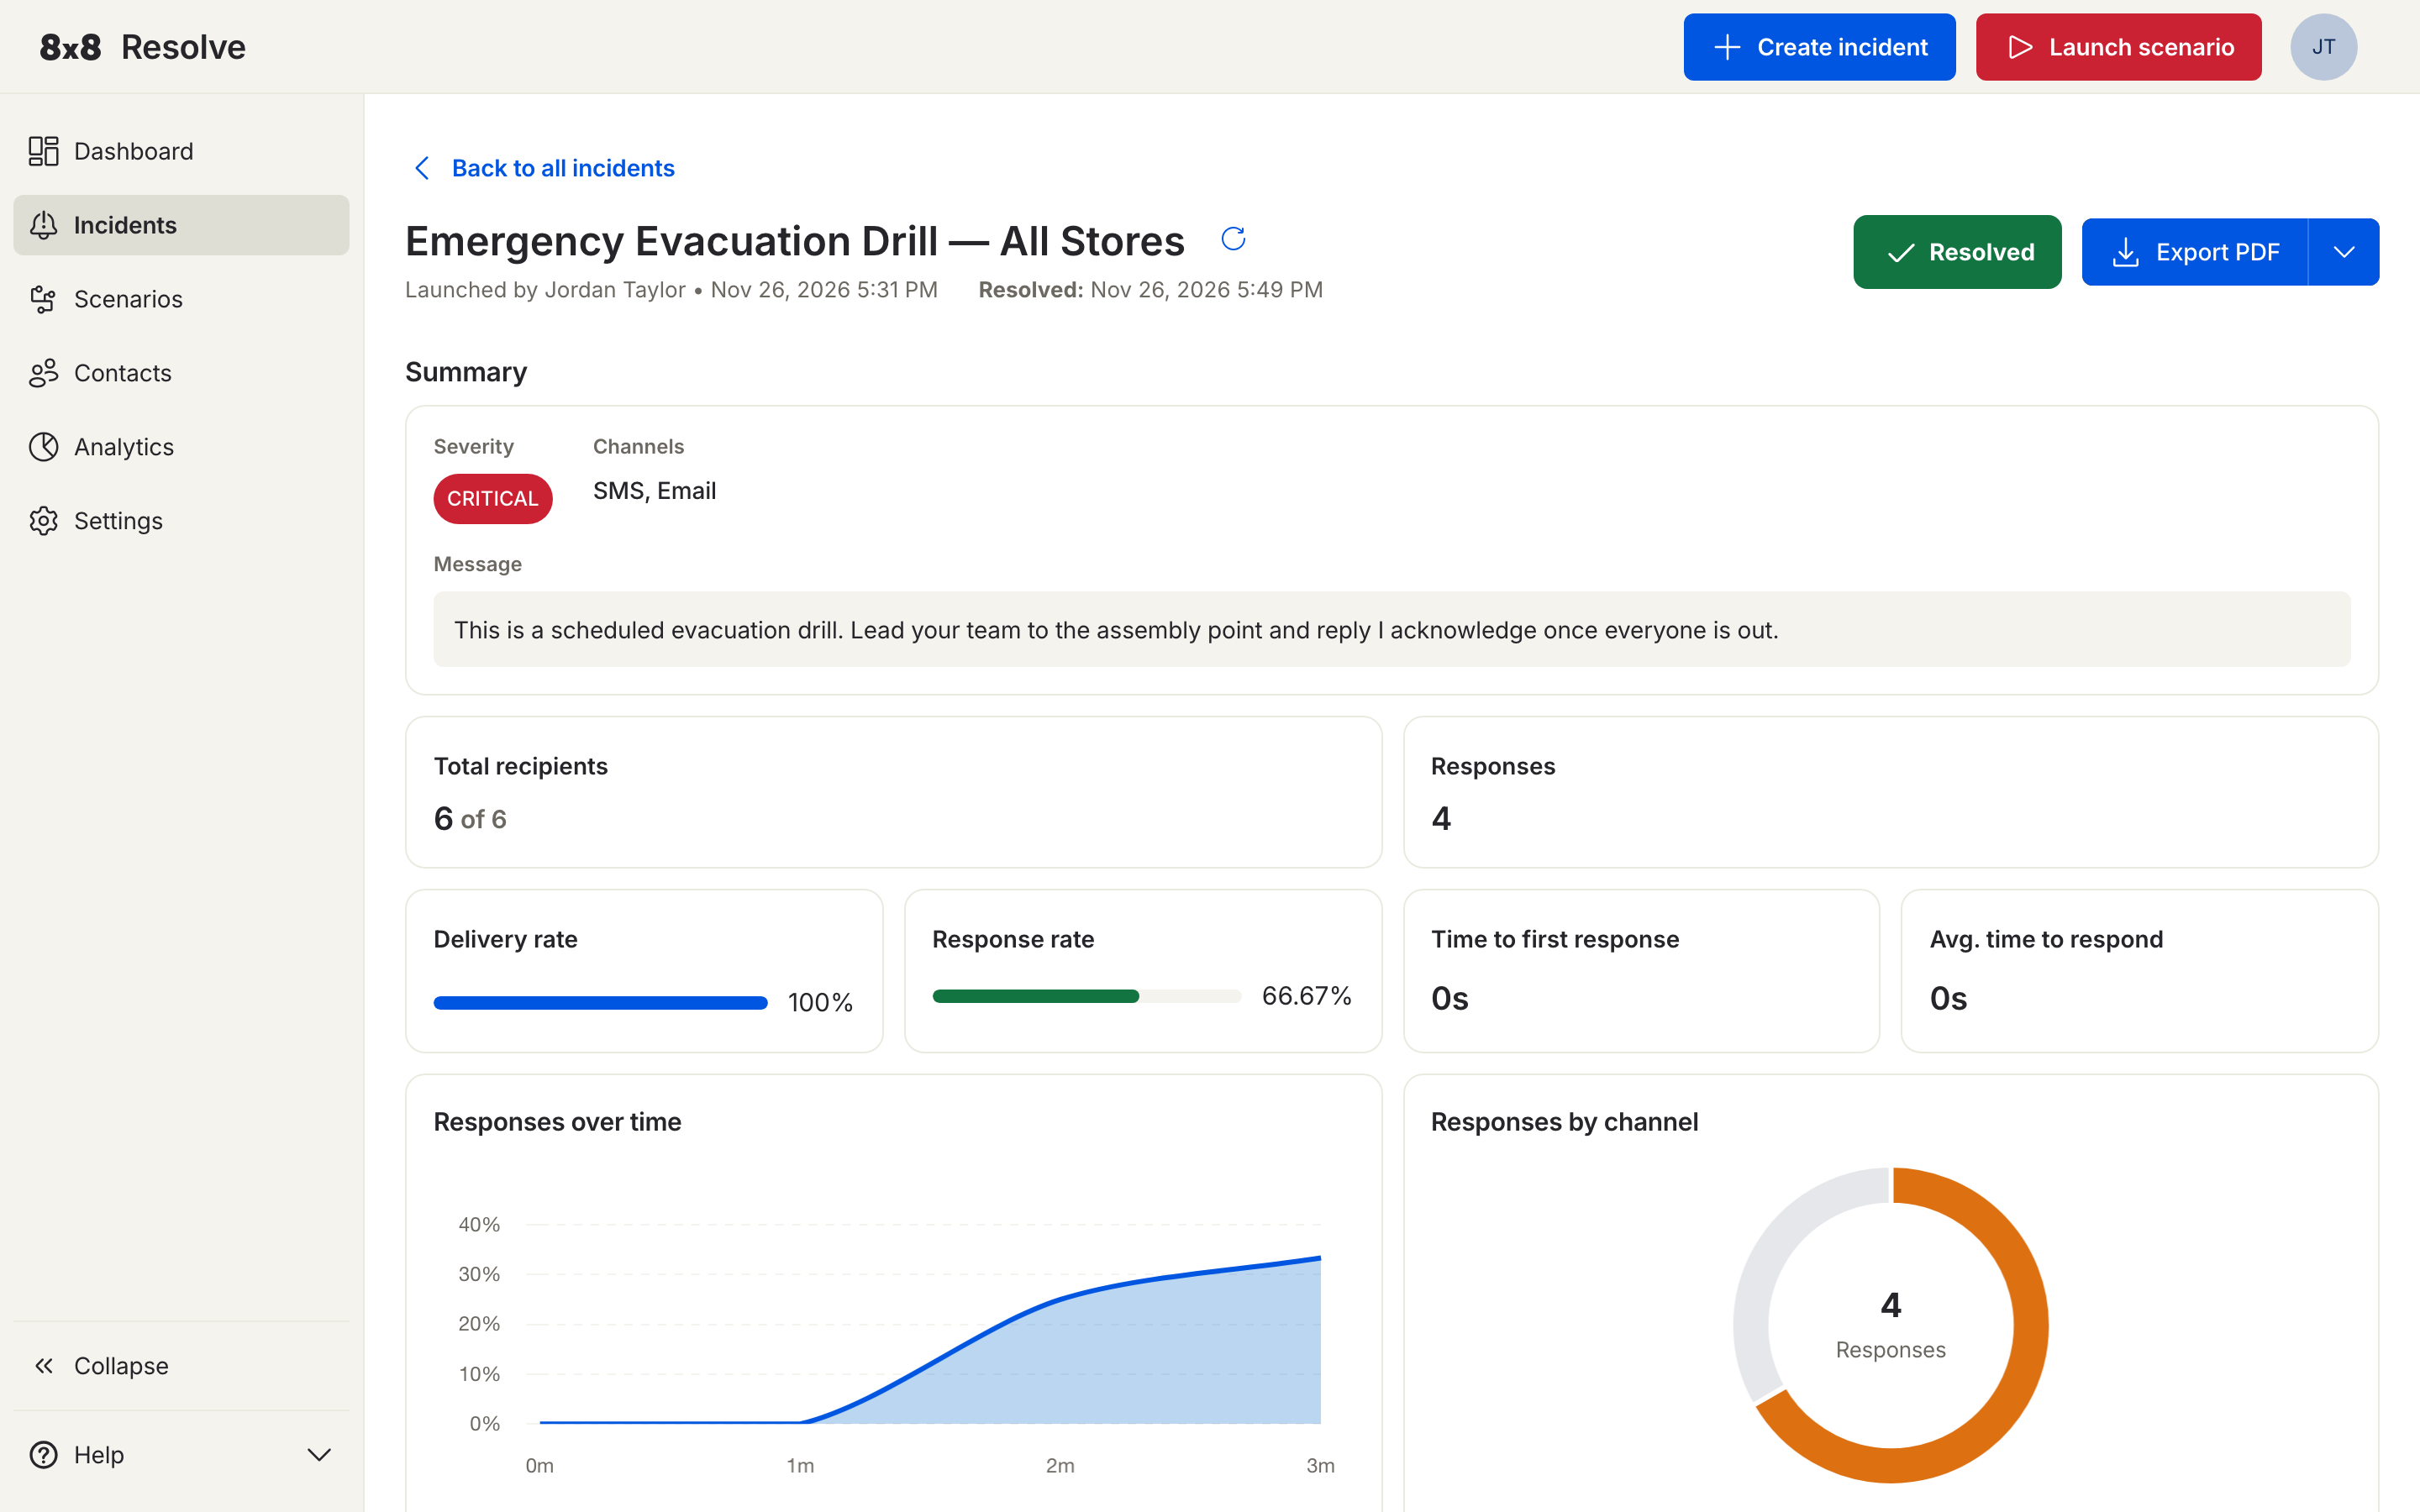 8x8 Resolve
Create incident
Launch scenario
JT
Dashboard
Incidents
Scenarios
Contacts
Analytics
Settings
Collapse
Help
Back to all incidents
Emergency Evacuation Drill — All Stores
Launched by Jordan Taylor • Nov 26, 2026 5:31 PM Resolved: Nov 26, 2026 5:49 PM
Resolved
Export PDF
Summary
Severity
CRITICAL
Channels
SMS, Email
Message
This is a scheduled evacuation drill. Lead your team to the assembly point and reply I acknowledge once everyone is out.
Total recipients
6 of 6
Responses
4
Delivery rate
100%
Response rate
66.67%
Time to first response
0s
Avg. time to respond
0s
Responses over time
40%
30%
20%
10%
0%
0m 1m 2m 3m
Responses by channel
4
Responses